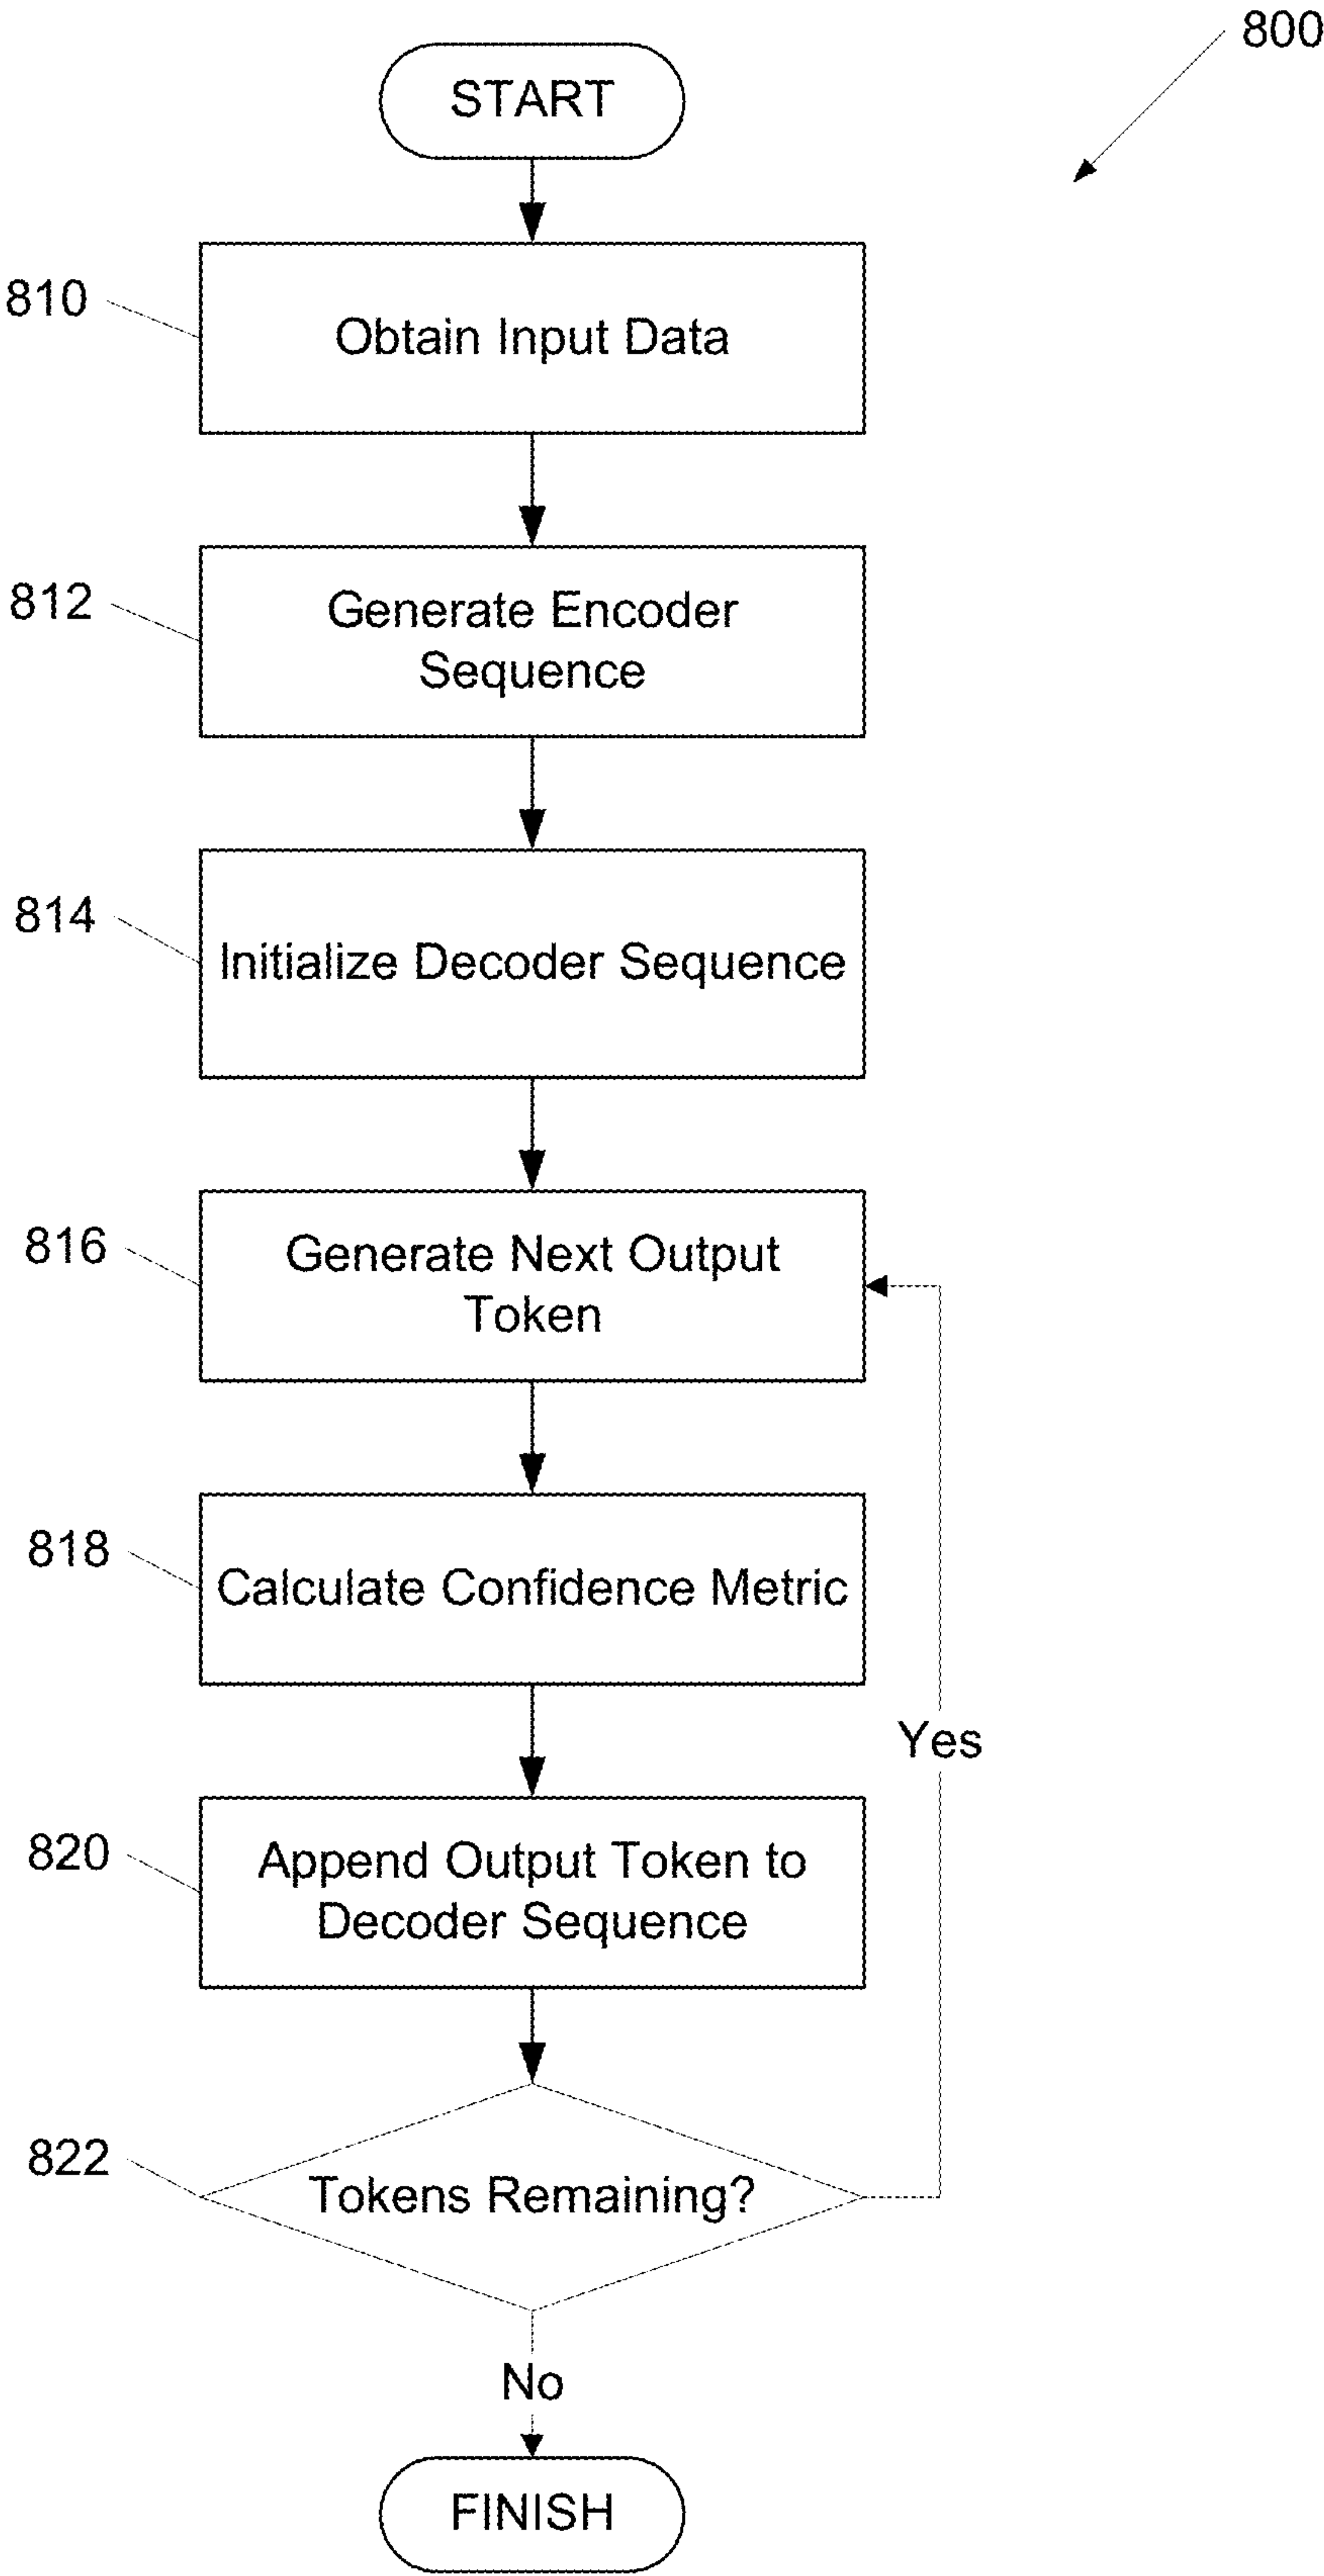 800
START
810
Obtain Input Data
812
Generate Encoder
Sequence
814
Initialize Decoder Sequence
816
Generate Next Output
Token
818
Calculate Confidence Metric
Yes
820
Append Output Token to
Decoder Sequence
822
Tokens Remaining?
No
FINISH